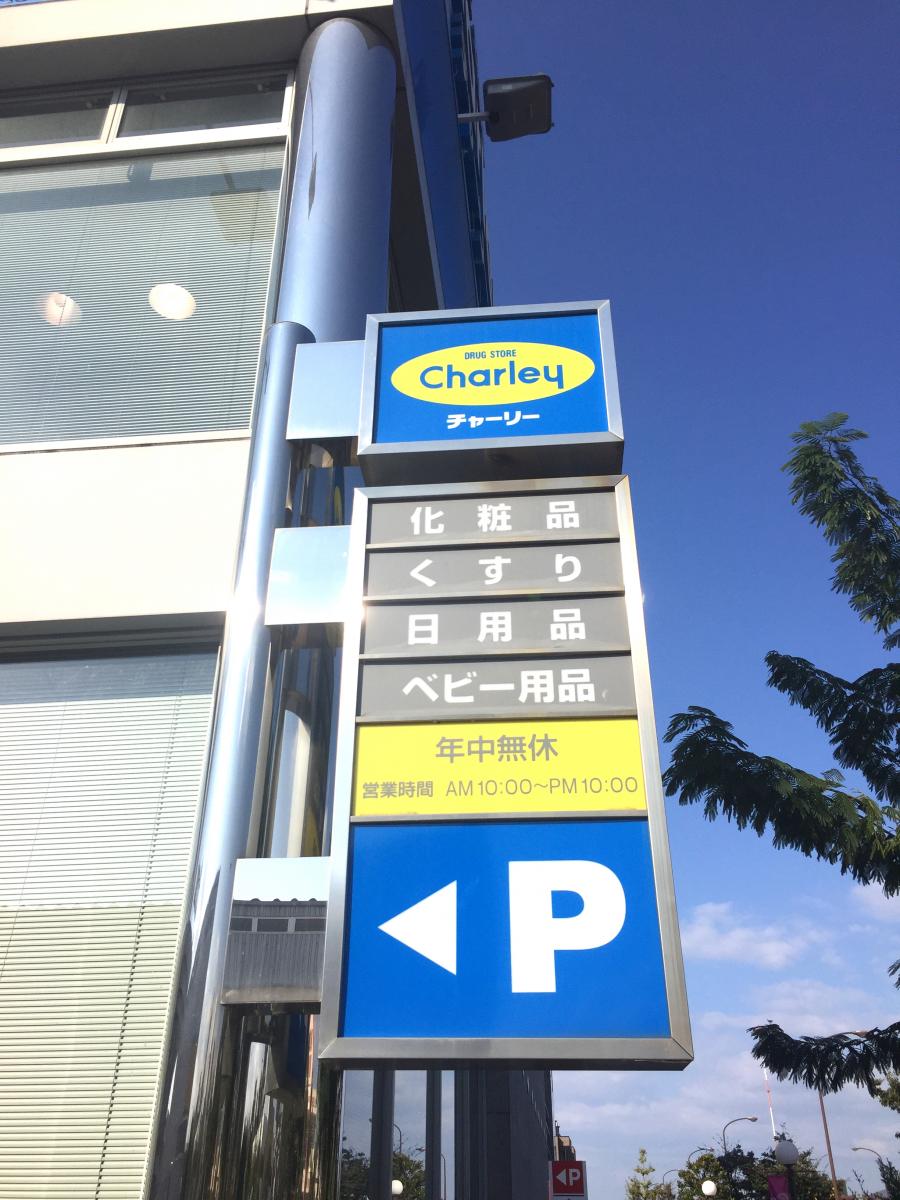 DRUG STORE
Charley
チャーリー
化粧品
くすり
日用品
ベビー用品
年中無休
営業時間 AM10:00～PM10:00
P
P